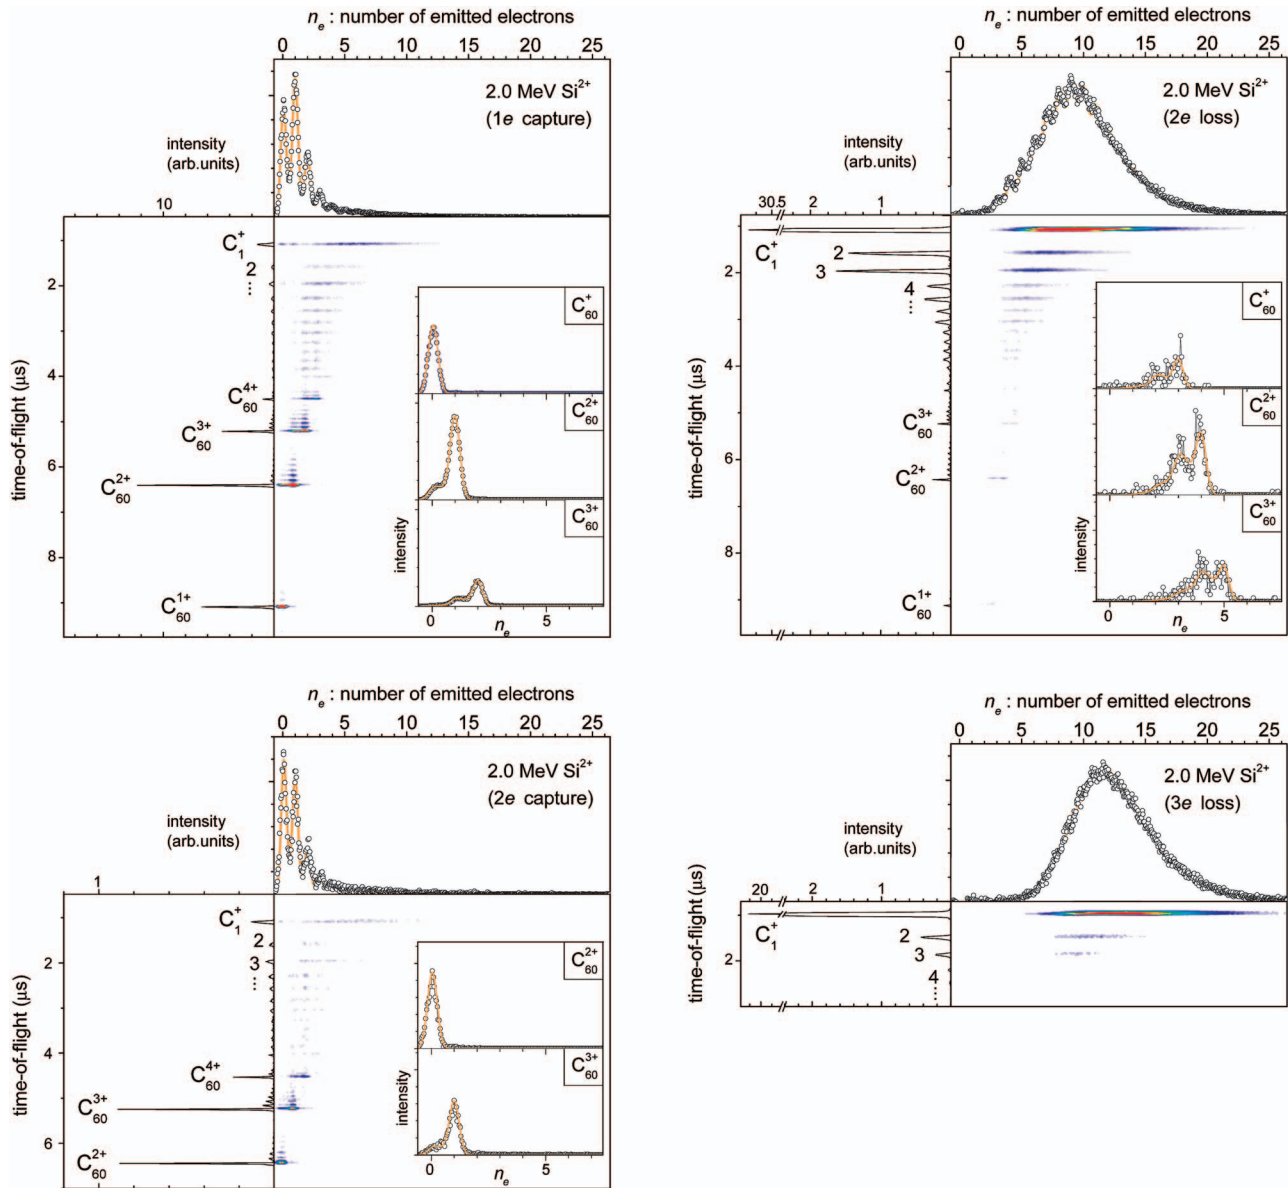 n_e : number of emitted electrons
0 5 10 15 20 25
2.0 MeV Si²⁺
(1e capture)
intensity
(arb.units)
10
C₁⁺
2
...
C₆₀⁴⁺
C₆₀³⁺
C₆₀²⁺
C₆₀¹⁺
time-of-flight (μs)
2
4
6
8
C₆₀⁺
C₆₀²⁺
C₆₀³⁺
intensity
0 5
n_e
n_e : number of emitted electrons
0 5 10 15 20 25
2.0 MeV Si²⁺
(2e loss)
intensity
(arb.units)
30.5 2 1
C₁⁺
2
3
4
...
C₆₀³⁺
C₆₀²⁺
C₆₀¹⁺
time-of-flight (μs)
2
4
6
8
C₆₀⁺
C₆₀²⁺
C₆₀³⁺
intensity
0 5
n_e
n_e : number of emitted electrons
0 5 10 15 20 25
2.0 MeV Si²⁺
(2e capture)
intensity
(arb.units)
1
C₁⁺
2
3
...
C₆₀⁴⁺
C₆₀³⁺
C₆₀²⁺
time-of-flight (μs)
2
4
6
C₆₀²⁺
C₆₀³⁺
intensity
0 5
n_e
n_e : number of emitted electrons
0 5 10 15 20 25
2.0 MeV Si²⁺
(3e loss)
intensity
(arb.units)
20 2 1
C₁⁺
2
3
4
...
time-of-flight (μs)
2